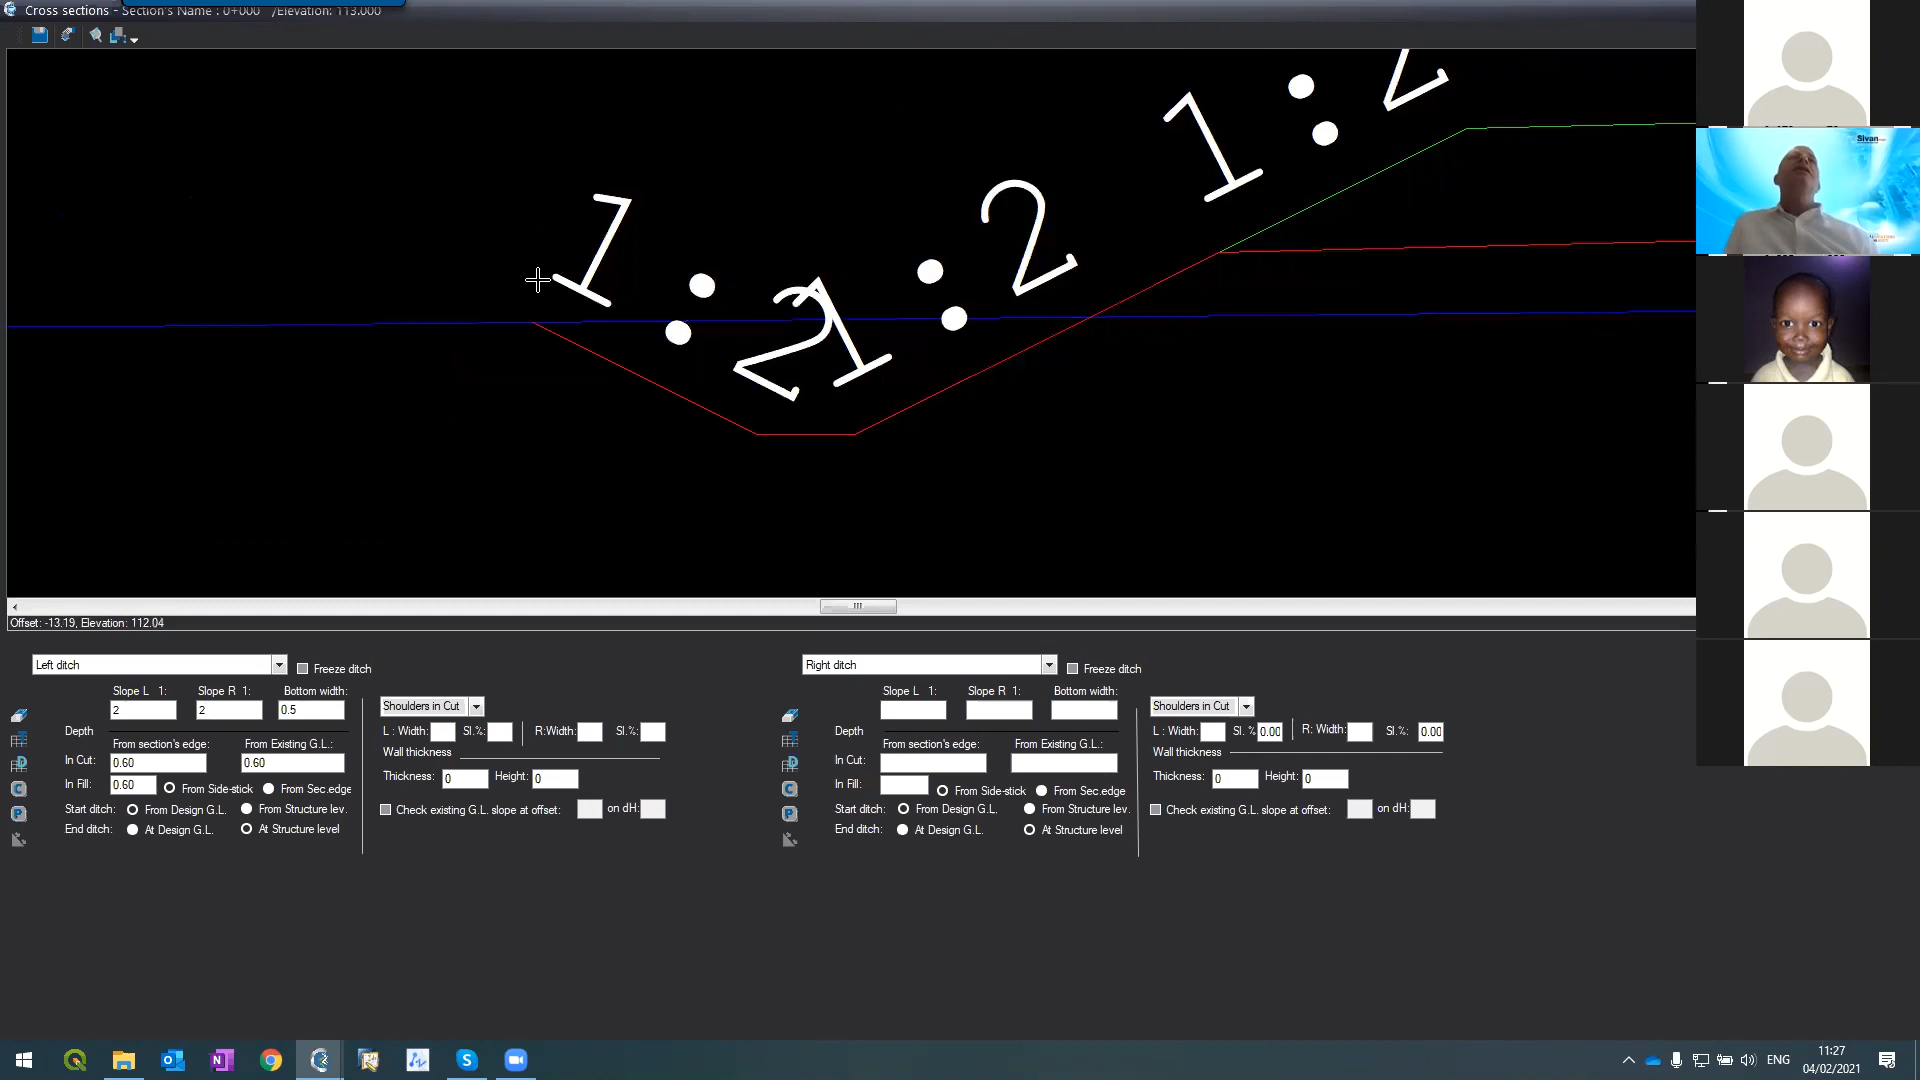 Cross sections - Section's Name : 0+000 /Elevation: 113.000
1:2
1:2
1:2
Sivan
Offset: -13.19, Elevation: 112.04
Left ditch
Freeze ditch
Slope L 1:
Slope R 1:
Bottom width:
2
2
0.5
Depth
From section's edge:
From Existing G.L.:
In Cut:
0.60
0.60
In Fill:
0.60
From Side-stick
From Sec.edge
Start ditch:
From Design G.L.
From Structure lev.
End ditch:
At Design G.L.
At Structure level
Shoulders in Cut
L : Width:
Sl.%:
R:Width:
Sl.%:
Wall thickness
Thickness:
0
Height:
0
Check existing G.L. slope at offset:
on dH:
Right ditch
Freeze ditch
Slope L 1:
Slope R 1:
Bottom width:
Depth
From section's edge:
From Existing G.L.:
In Cut:
In Fill:
From Side-stick
From Sec.edge
Start ditch:
From Design G.L.
From Structure lev.
End ditch:
At Design G.L.
At Structure level
Shoulders in Cut
L : Width:
Sl. %
0.00
R: Width:
Sl.%:
0.00
Wall thickness
Thickness:
0
Height:
0
Check existing G.L. slope at offset:
on dH:
ENG
11:27
04/02/2021